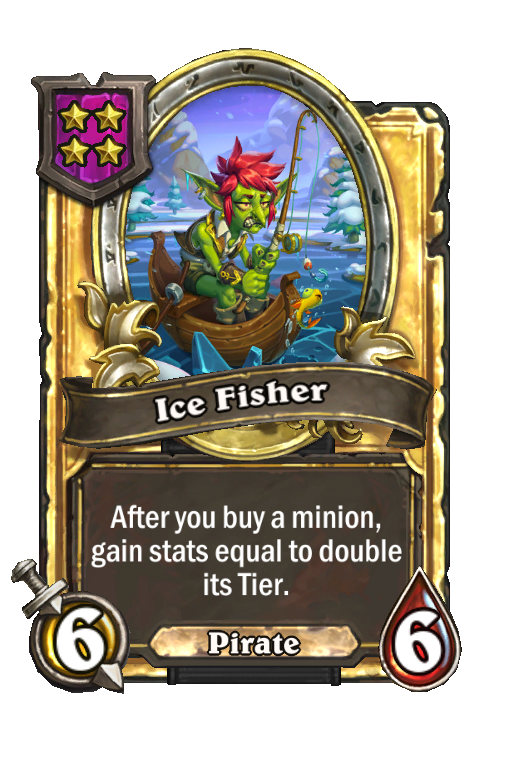 Ice Fisher
After you buy a minion,
gain stats equal to double
its Tier.
6
Pirate
6